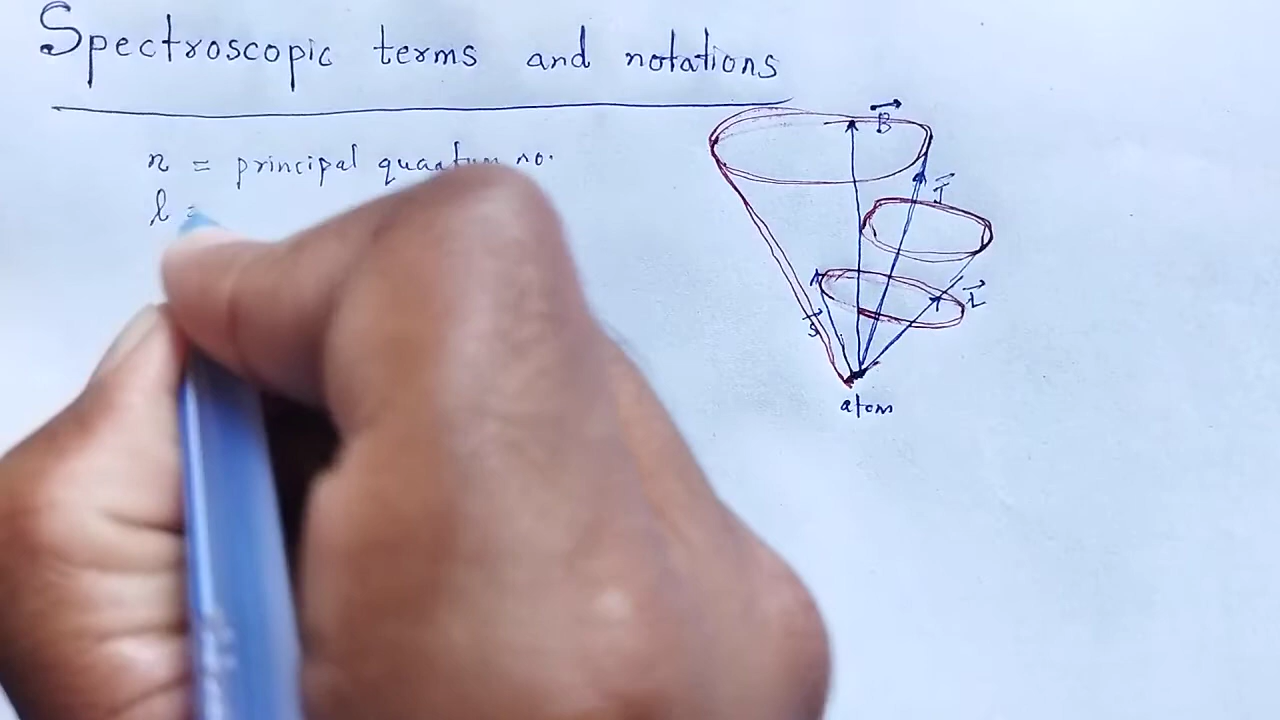 Spectroscopic terms and notations
n = principal quantum no.
l =
B
J
L
S
atom